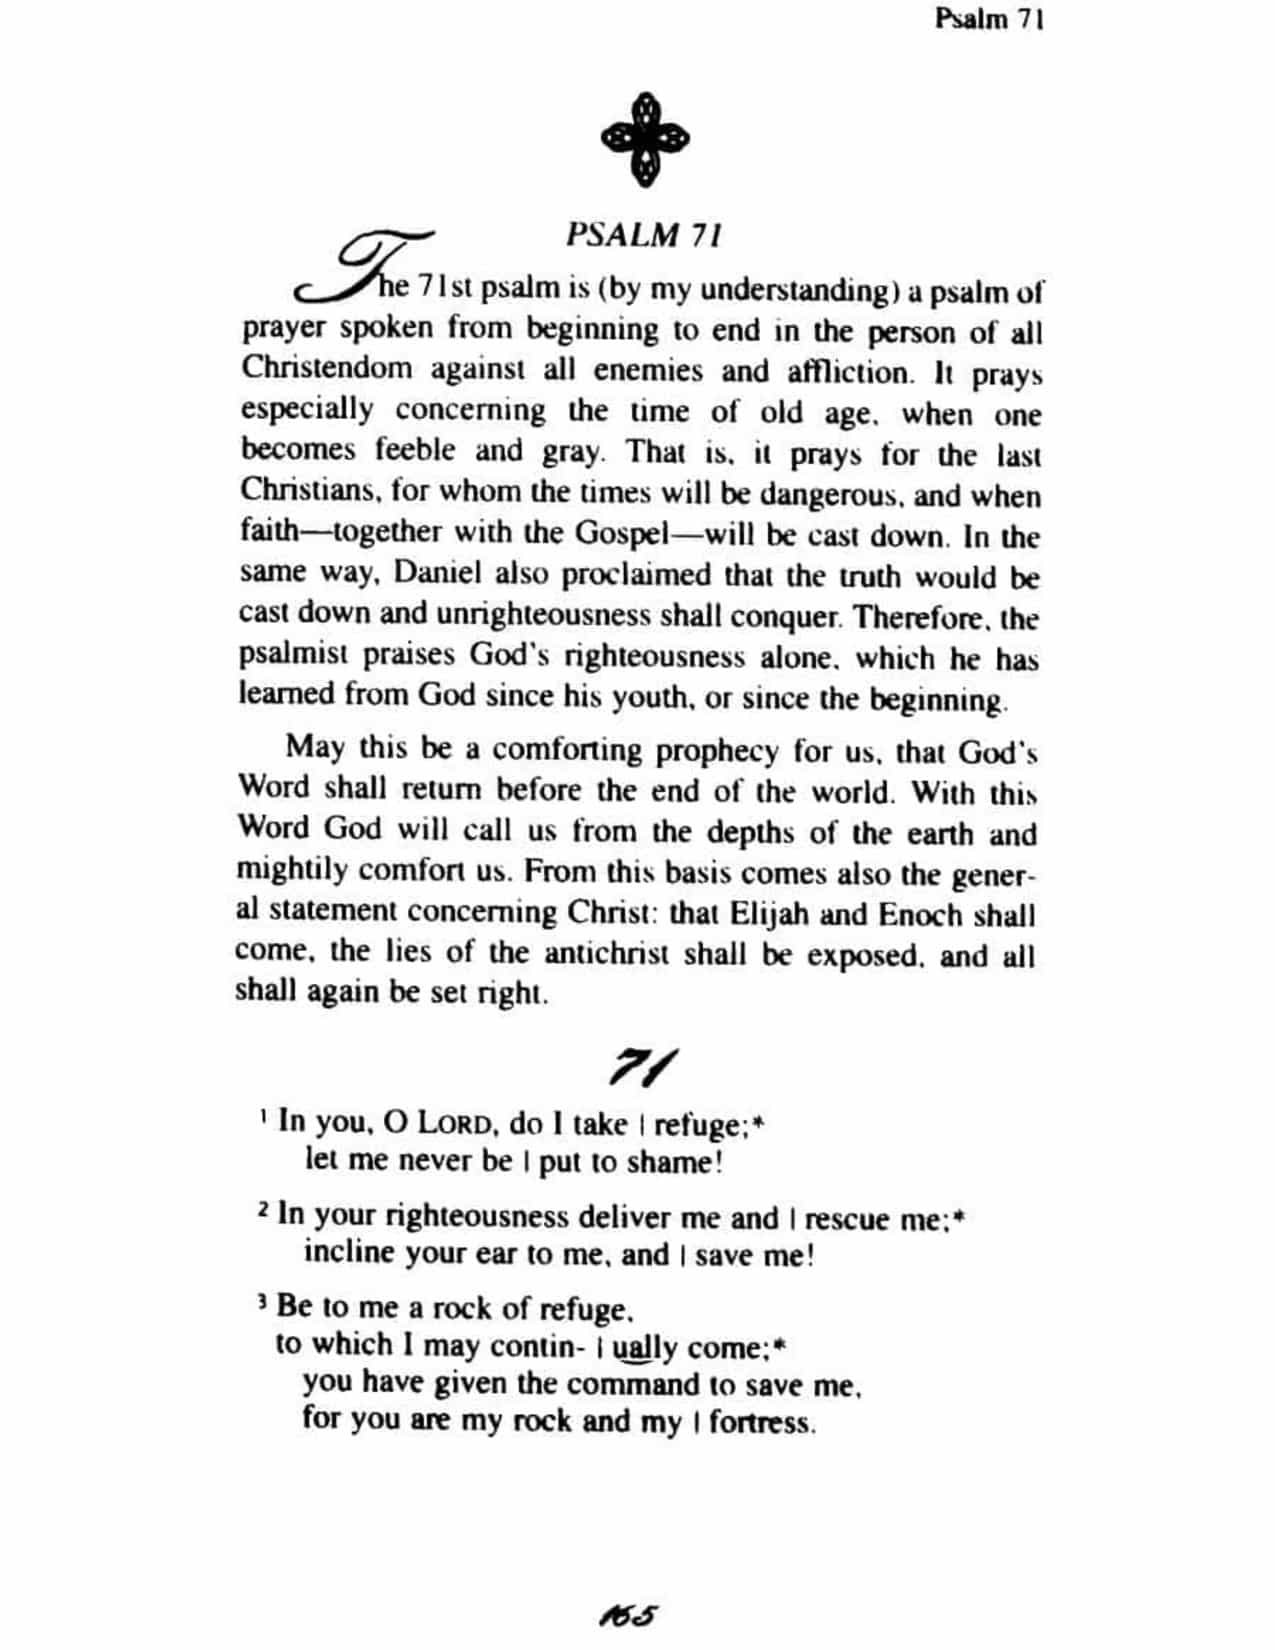 Psalm 71
PSALM 71
The 71st psalm is (by my understanding) a psalm of
prayer spoken from beginning to end in the person of all
Christendom against all enemies and affliction. It prays
especially concerning the time of old age, when one
becomes feeble and gray. That is, it prays for the last
Christians, for whom the times will be dangerous, and when
faith—together with the Gospel—will be cast down. In the
same way, Daniel also proclaimed that the truth would be
cast down and unrighteousness shall conquer. Therefore, the
psalmist praises God's righteousness alone, which he has
learned from God since his youth, or since the beginning.
May this be a comforting prophecy for us, that God's
Word shall return before the end of the world. With this
Word God will call us from the depths of the earth and
mightily comfort us. From this basis comes also the gener-
al statement concerning Christ: that Elijah and Enoch shall
come, the lies of the antichrist shall be exposed, and all
shall again be set right.
71
1 In you, O LORD, do I take | refuge;*
let me never be | put to shame!
2 In your righteousness deliver me and | rescue me;*
incline your ear to me, and | save me!
3 Be to me a rock of refuge,
to which I may contin- | ually come;*
you have given the command to save me,
for you are my rock and my | fortress.
165